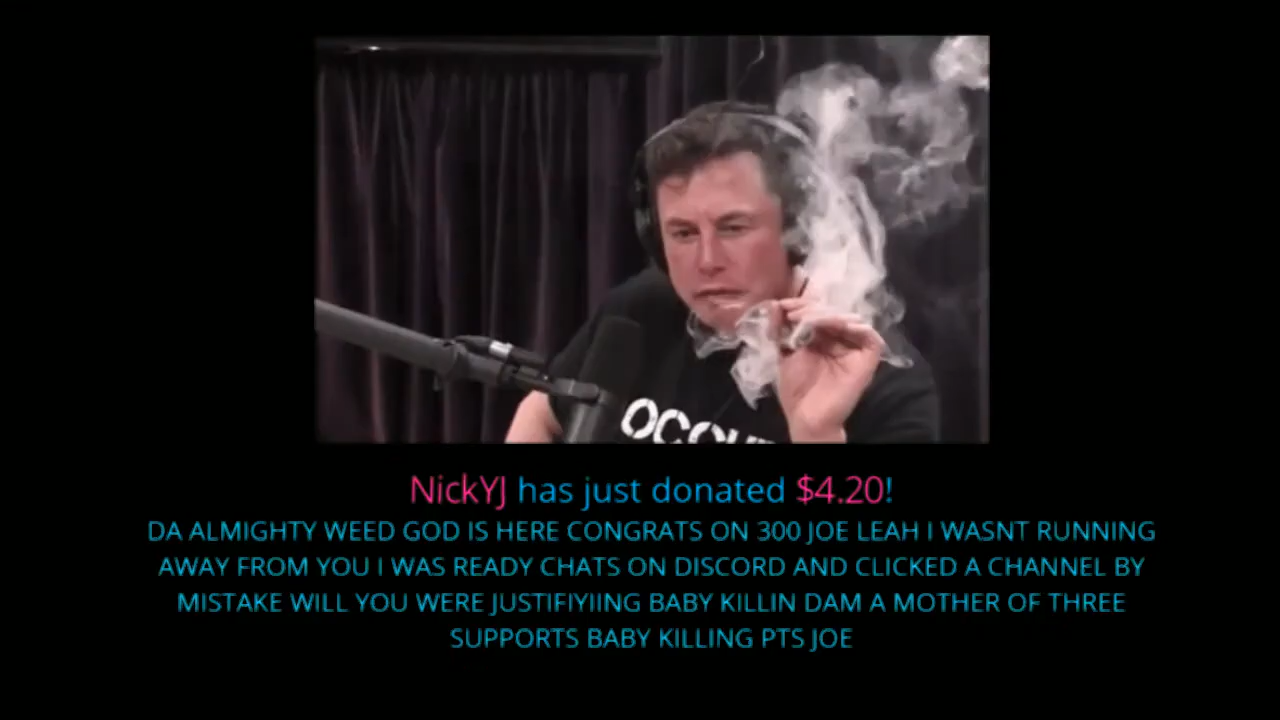 OCCU
NickYJ has just donated $4.20!
DA ALMIGHTY WEED GOD IS HERE CONGRATS ON 300 JOE LEAH I WASNT RUNNING
AWAY FROM YOU I WAS READY CHATS ON DISCORD AND CLICKED A CHANNEL BY
MISTAKE WILL YOU WERE JUSTIFIYIING BABY KILLIN DAM A MOTHER OF THREE
SUPPORTS BABY KILLING PTS JOE